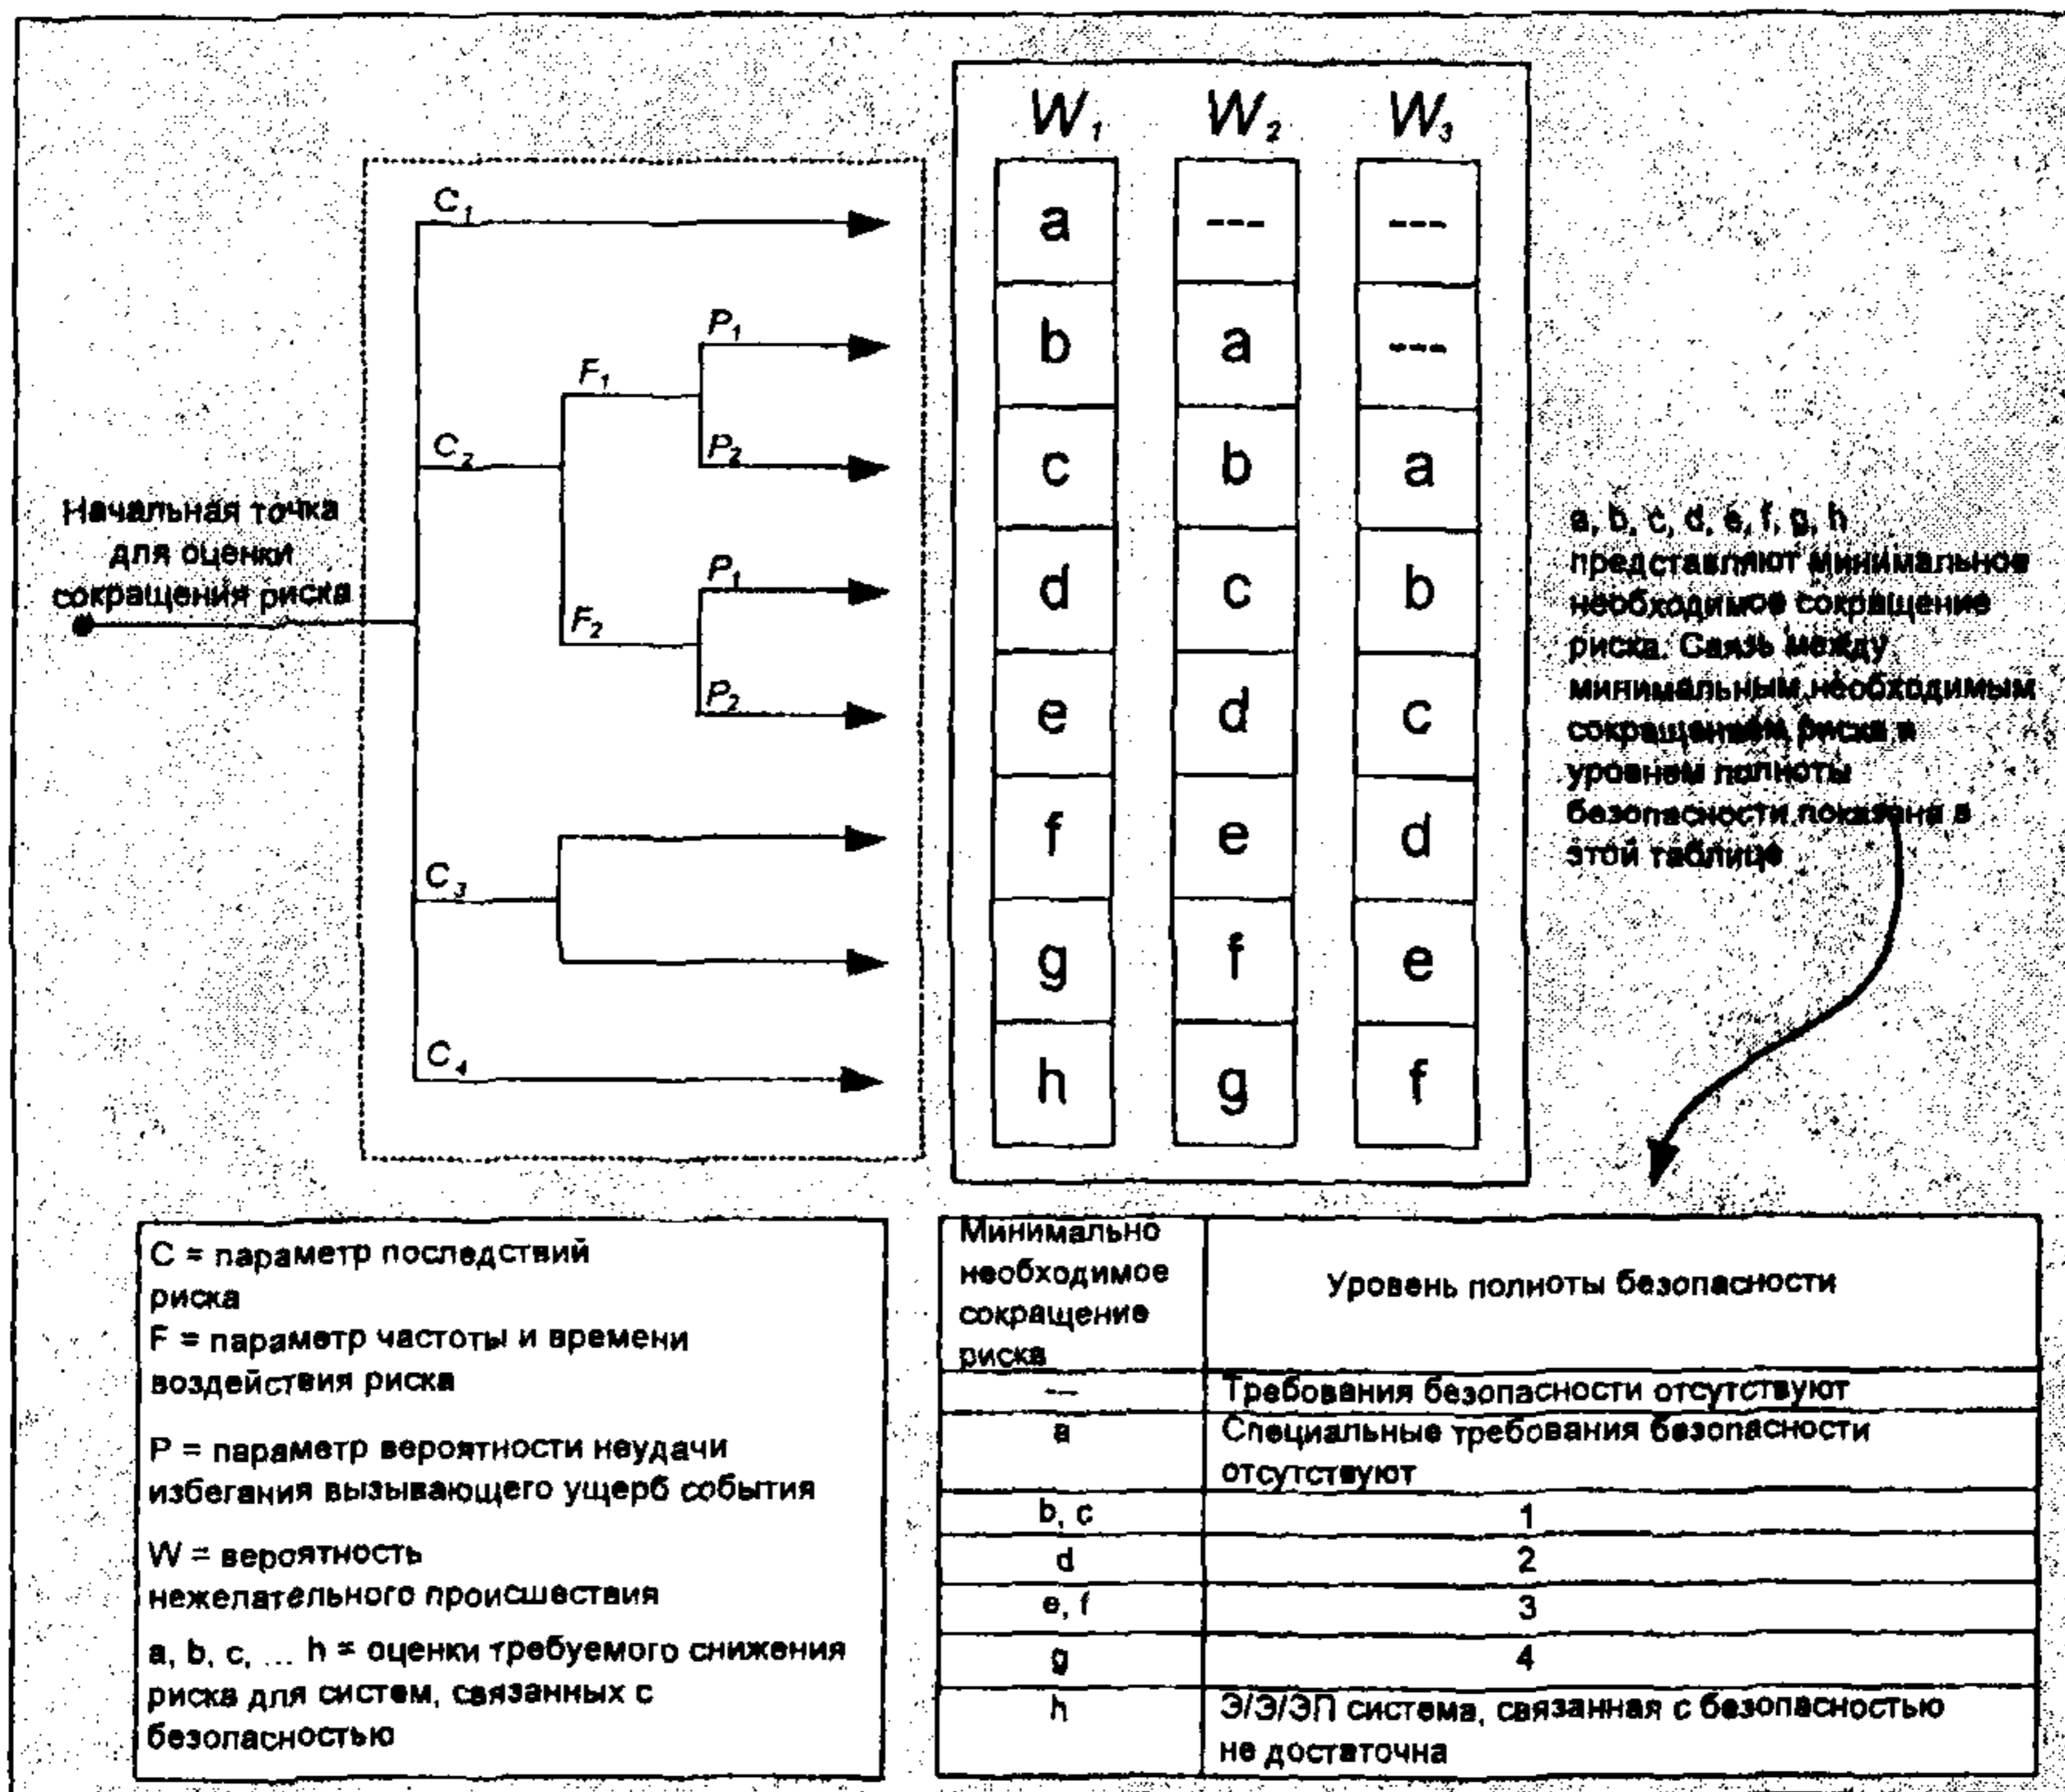 W₁ W₂ W₃
C₁
a --- ---
P₁
b a ---
F₁
C₂
P₂
c b a
Начальная точка
для оценки
сокращения риска
P₁
d c b
F₂
P₂
e d c
f e d
C₃
g f e
C₄
h g f
a, b, c, d, e, f, g, h
представляют минимальное
необходимое сокращение
риска. Связь между
минимальным необходимым
сокращением риска и
уровнем полноты
безопасности показана в
этой таблице
C = параметр последствий
риска
F = параметр частоты и времени
воздействия риска
P = параметр вероятности неудачи
избегания вызывающего ущерб события
W = вероятность
нежелательного происшествия
a, b, c, ... h = оценки требуемого снижения
риска для систем, связанных с
безопасностью
Минимально
необходимое
сокращение
риска
Уровень полноты безопасности
--- Требования безопасности отсутствуют
a Специальные требования безопасности
отсутствуют
b, c 1
d 2
e, f 3
g 4
h Э/Э/ЭП система, связанная с безопасностью
не достаточна